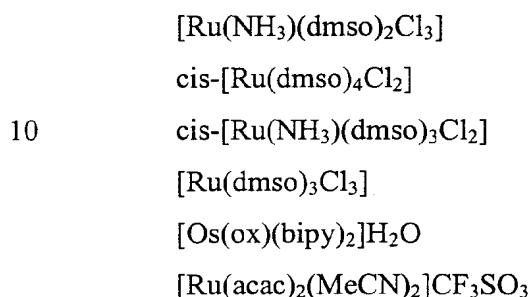 [Ru(NH₃)(dmso)₂Cl₃]
cis-[Ru(dmso)₄Cl₂]
10 cis-[Ru(NH₃)(dmso)₃Cl₂]
[Ru(dmso)₃Cl₃]
[Os(ox)(bipy)₂]H₂O
[Ru(acac)₂(MeCN)₂]CF₃SO₃